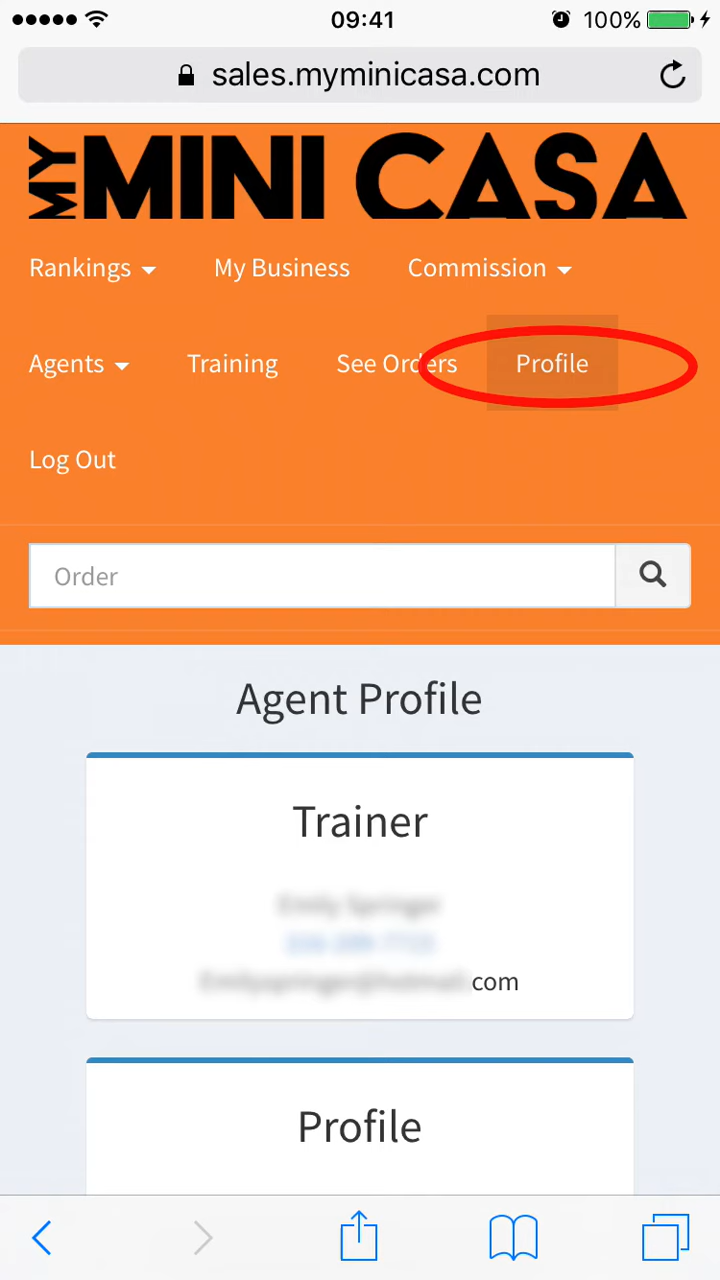 09:41
100%
sales.myminicasa.com
MY MINI CASA
Rankings My Business Commission
Agents Training See Orders Profile
Log Out
Order
Agent Profile
Trainer
com
Profile